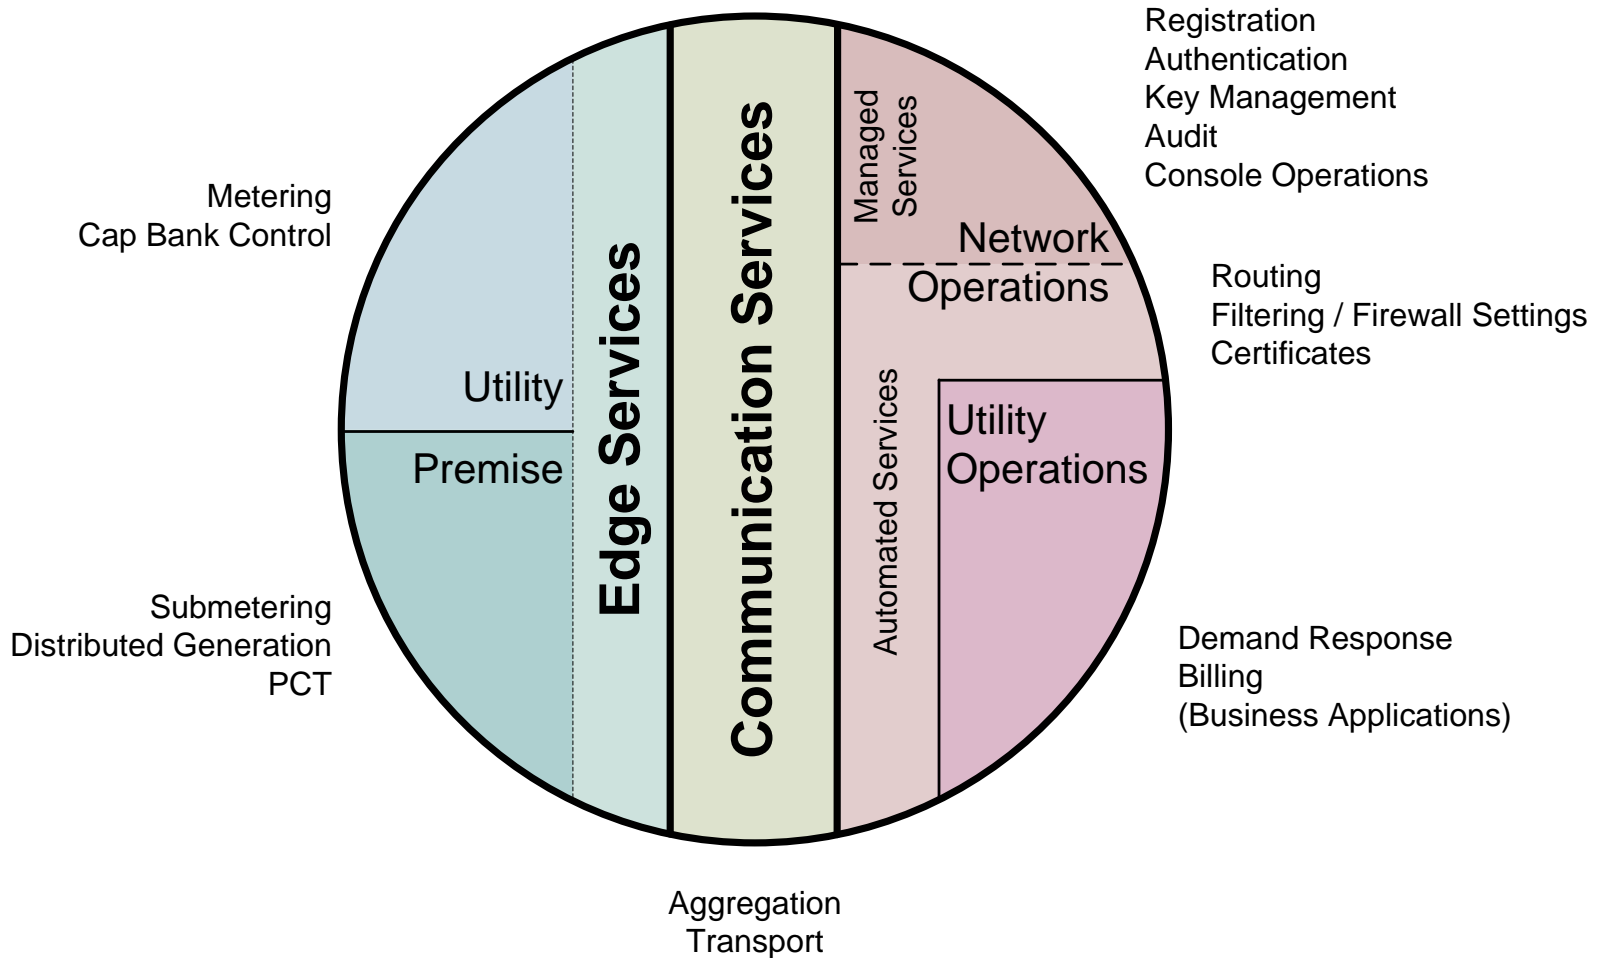 Registration
Authentication
Key Management
Audit
Console Operations
Metering
Cap Bank Control
Edge Services
Communication Services
Managed
Services
Network
Operations
Routing
Filtering / Firewall Settings
Certificates
Utility
Premise
Automated Services
Utility
Operations
Submetering
Distributed Generation
PCT
Demand Response
Billing
(Business Applications)
Aggregation
Transport